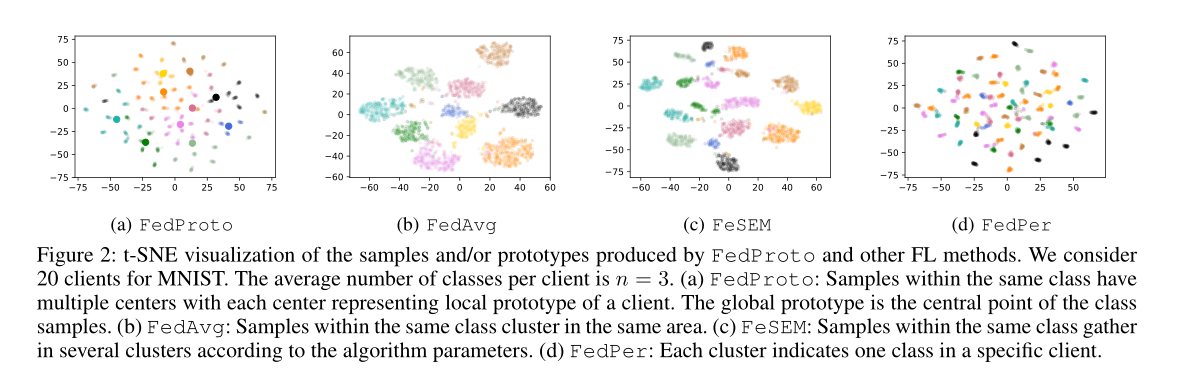 75
50
25
0
−25
−50
−75
−75 −50 −25 0 25 50 75
60
40
20
0
−20
−40
−60
−60 −40 −20 0 20 40 60
75
50
25
0
−25
−50
−75
−60 −40 −20 0 20 40 60
75
50
25
0
−25
−50
−75
−75 −50 −25 0 25 50
(a) FedProto
(b) FedAvg
(c) FeSEM
(d) FedPer
Figure 2: t-SNE visualization of the samples and/or prototypes produced by FedProto and other FL methods. We consider
20 clients for MNIST. The average number of classes per client is n = 3. (a) FedProto: Samples within the same class have
multiple centers with each center representing local prototype of a client. The global prototype is the central point of the class
samples. (b) FedAvg: Samples within the same class cluster in the same area. (c) FeSEM: Samples within the same class gather
in several clusters according to the algorithm parameters. (d) FedPer: Each cluster indicates one class in a specific client.